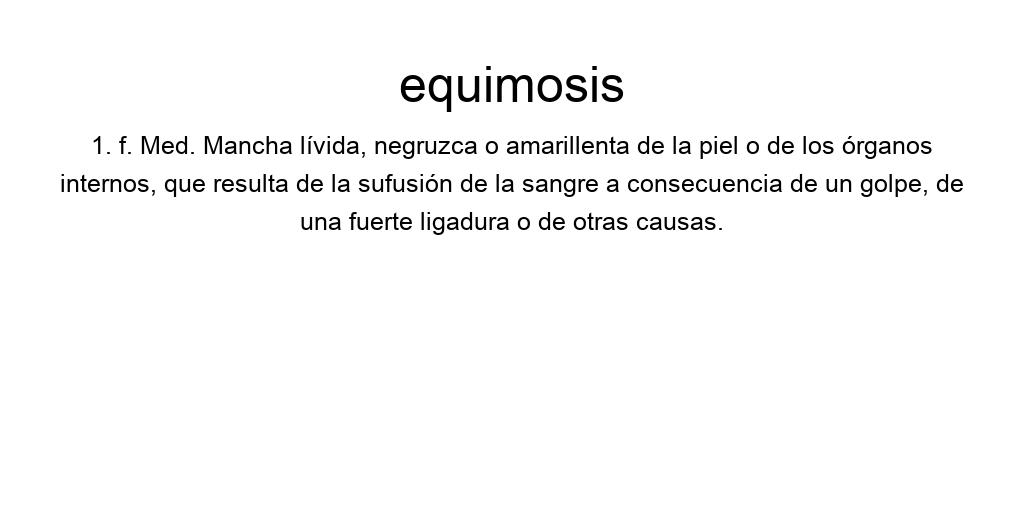 equimosis
1. f. Med. Mancha lívida, negruzca o amarillenta de la piel o de los órganos
internos, que resulta de la sufusión de la sangre a consecuencia de un golpe, de
una fuerte ligadura o de otras causas.